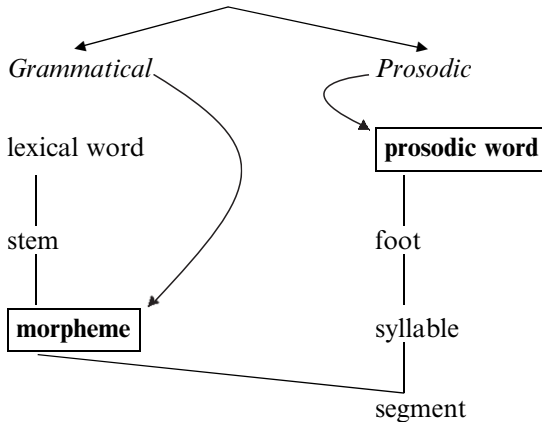 Grammatical
Prosodic
lexical word
prosodic word
stem
foot
morpheme
syllable
segment